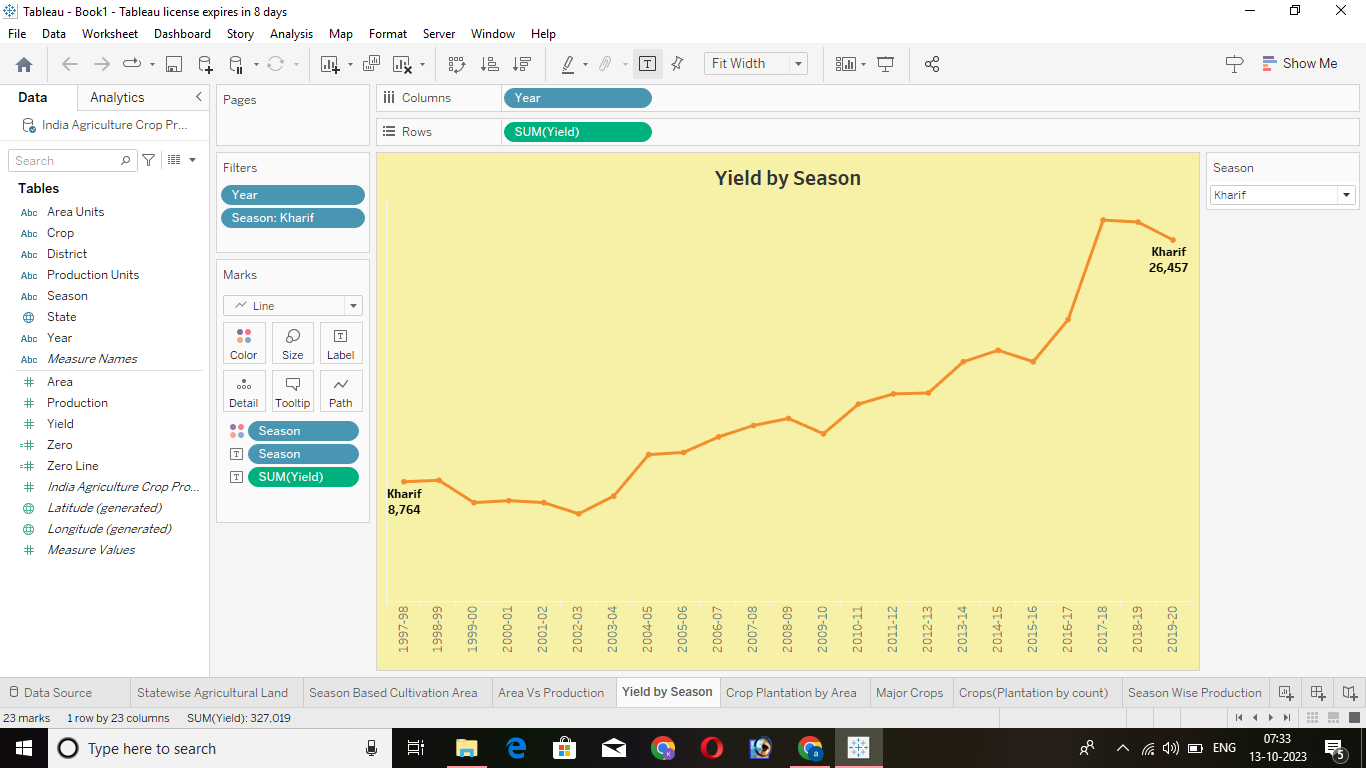 Tableau - Book1 - Tableau license expires in 8 days
File Data Worksheet Dashboard Story Analysis Map Format Server Window Help
Fit Width
Show Me
Data Analytics
India Agriculture Crop Pr...
Search
Tables
Abc Area Units
Abc Crop
Abc District
Abc Production Units
Abc Season
State
Abc Year
Abc Measure Names
Area
Production
Yield
Zero
Zero Line
India Agriculture Crop Pro...
Latitude (generated)
Longitude (generated)
Measure Values
Pages
Filters
Year
Season: Kharif
Marks
Line
Color Size Label
Detail Tooltip Path
Season
Season
SUM(Yield)
Columns Year
Rows SUM(Yield)
Yield by Season
Kharif
26,457
Kharif
8,764
1997-98
1998-99
1999-00
2000-01
2001-02
2002-03
2003-04
2004-05
2005-06
2006-07
2007-08
2008-09
2009-10
2010-11
2011-12
2012-13
2013-14
2014-15
2015-16
2016-17
2017-18
2018-19
2019-20
Season
Kharif
Data Source Statewise Agricultural Land Season Based Cultivation Area Area Vs Production Yield by Season Crop Plantation by Area Major Crops Crops(Plantation by count) Season Wise Production
23 marks 1 row by 23 columns SUM(Yield): 327,019
Type here to search
ENG
07:33
13-10-2023
5